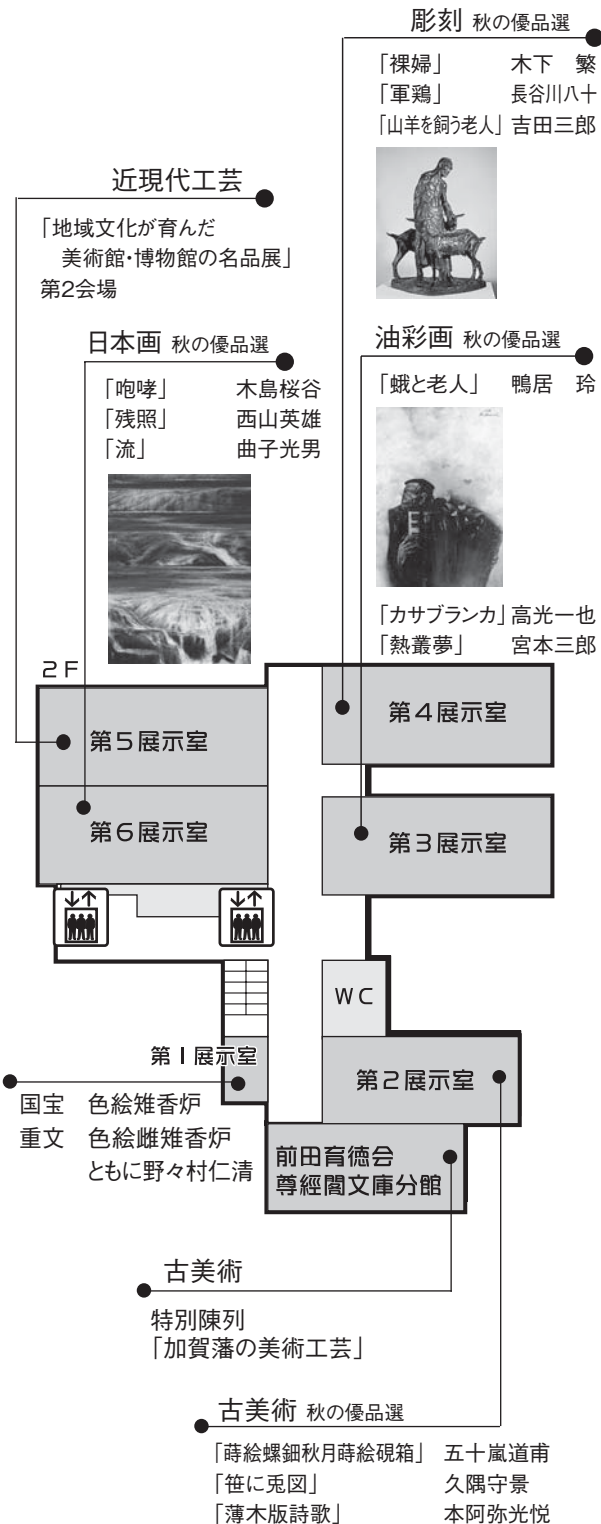 彫刻 秋の優品選
「裸婦」 木下 繁
「軍鶏」 長谷川八十
「山羊を飼う老人」 吉田三郎
近現代工芸
「地域文化が育んだ
美術館・博物館の名品展」
第2会場
日本画 秋の優品選
「咆哮」 木島桜谷
「残照」 西山英雄
「流」 曲子光男
油彩画 秋の優品選
「蛾と老人」 鴨居 玲
「カサブランカ」 高光一也
「熱叢夢」 宮本三郎
2F
第5展示室
第4展示室
第6展示室
第3展示室
WC
第1展示室
第2展示室
国宝 色絵雉香炉
重文 色絵雌雉香炉
ともに野々村仁清
前田育徳会
尊經閣文庫分館
古美術
特別陳列
「加賀藩の美術工芸」
古美術 秋の優品選
「蒔絵螺鈿秋月蒔絵硯箱」 五十嵐道甫
「笹に兎図」 久隅守景
「薄木版詩歌」 本阿弥光悦